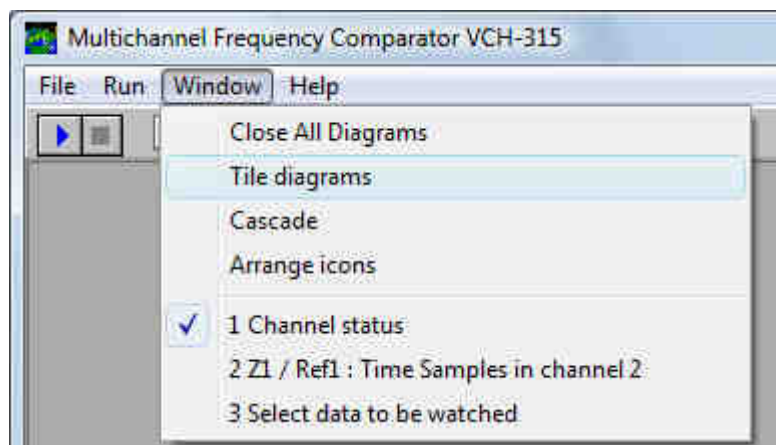 Multichannel Frequency Comparator VCH-315
File Run Window Help
Close All Diagrams
Tile diagrams
Cascade
Arrange icons
1 Channel status
2 Z1 / Ref1 : Time Samples in channel 2
3 Select data to be watched